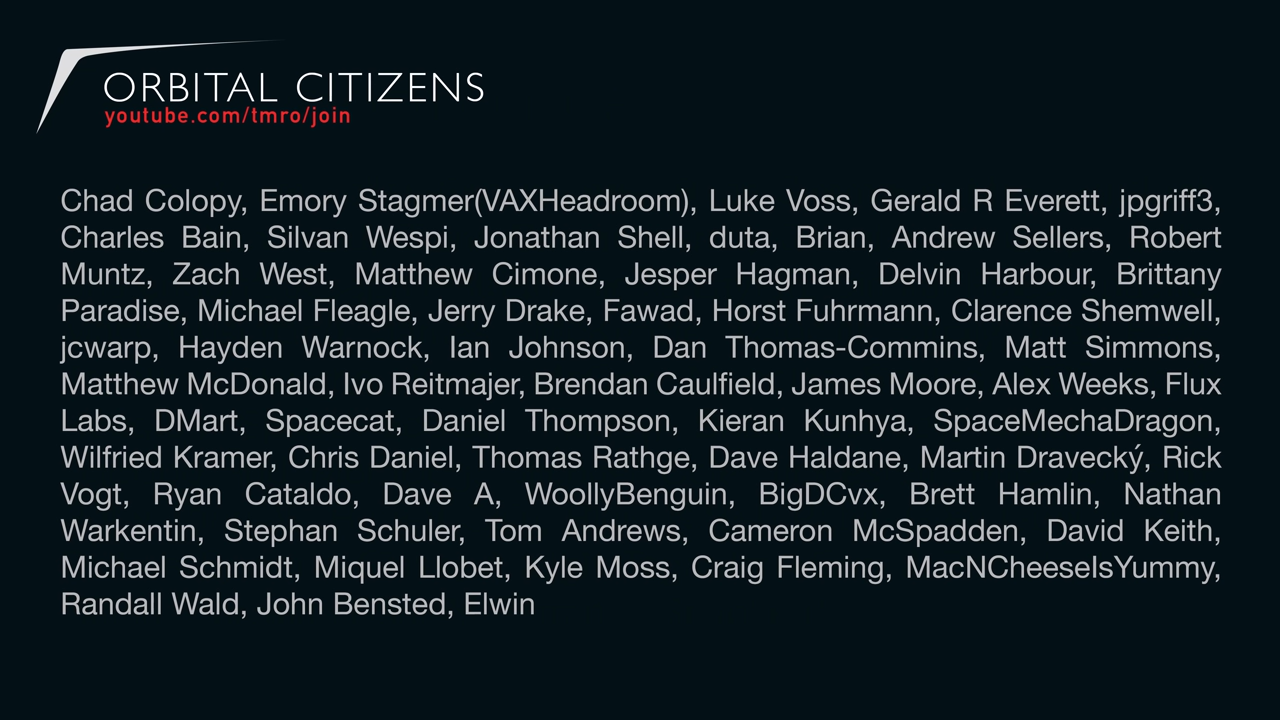 ORBITAL CITIZENS
youtube.com/tmro/join
Chad Colopy, Emory Stagmer(VAXHeadroom), Luke Voss, Gerald R Everett, jpgriff3,
Charles Bain, Silvan Wespi, Jonathan Shell, duta, Brian, Andrew Sellers, Robert
Muntz, Zach West, Matthew Cimone, Jesper Hagman, Delvin Harbour, Brittany
Paradise, Michael Fleagle, Jerry Drake, Fawad, Horst Fuhrmann, Clarence Shemwell,
jcwarp, Hayden Warnock, Ian Johnson, Dan Thomas-Commins, Matt Simmons,
Matthew McDonald, Ivo Reitmajer, Brendan Caulfield, James Moore, Alex Weeks, Flux
Labs, DMart, Spacecat, Daniel Thompson, Kieran Kunhya, SpaceMechaDragon,
Wilfried Kramer, Chris Daniel, Thomas Rathge, Dave Haldane, Martin Dravecký, Rick
Vogt, Ryan Cataldo, Dave A, WoollyBenguin, BigDCvx, Brett Hamlin, Nathan
Warkentin, Stephan Schuler, Tom Andrews, Cameron McSpadden, David Keith,
Michael Schmidt, Miquel Llobet, Kyle Moss, Craig Fleming, MacNCheeseIsYummy,
Randall Wald, John Bensted, Elwin